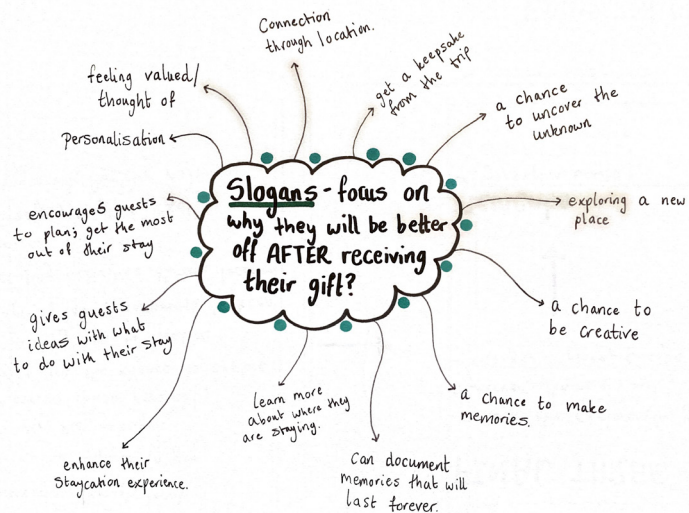 Connection
through location.
get a keepsake
from the trip
feeling valued/
thought of
a chance
to uncover the
unknown
personalisation
Slogans - focus on
why they will be better
off AFTER receiving
their gift?
encourages guests
to plan; get the most
out of their stay
exploring a new
place
gives guests
ideas with what
to do with their stay
a chance to
be creative
learn more
about where they
are staying.
a chance to make
memories.
enhance their
Staycation experience.
Can document
memories that will
last forever.